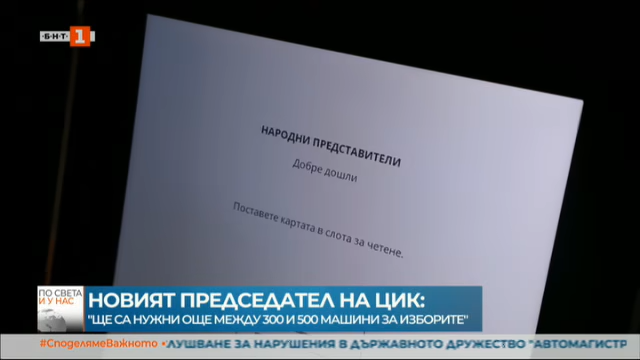 БНТ 1
НАРОДНИ ПРЕДСТАВИТЕЛИ
Добре дошли
Поставете картата в слота за четене.
ПО СВЕТА
И У НАС
НОВИЯТ ПРЕДСЕДАТЕЛ НА ЦИК:
"ЩЕ СА НУЖНИ ОЩЕ МЕЖДУ 300 И 500 МАШИНИ ЗА ИЗБОРИТЕ"
#СподелямеВажното ЛУШВАНЕ ЗА НАРУШЕНИЯ В ДЪРЖАВНОТО ДРУЖЕСТВО "АВТОМАГИСТР